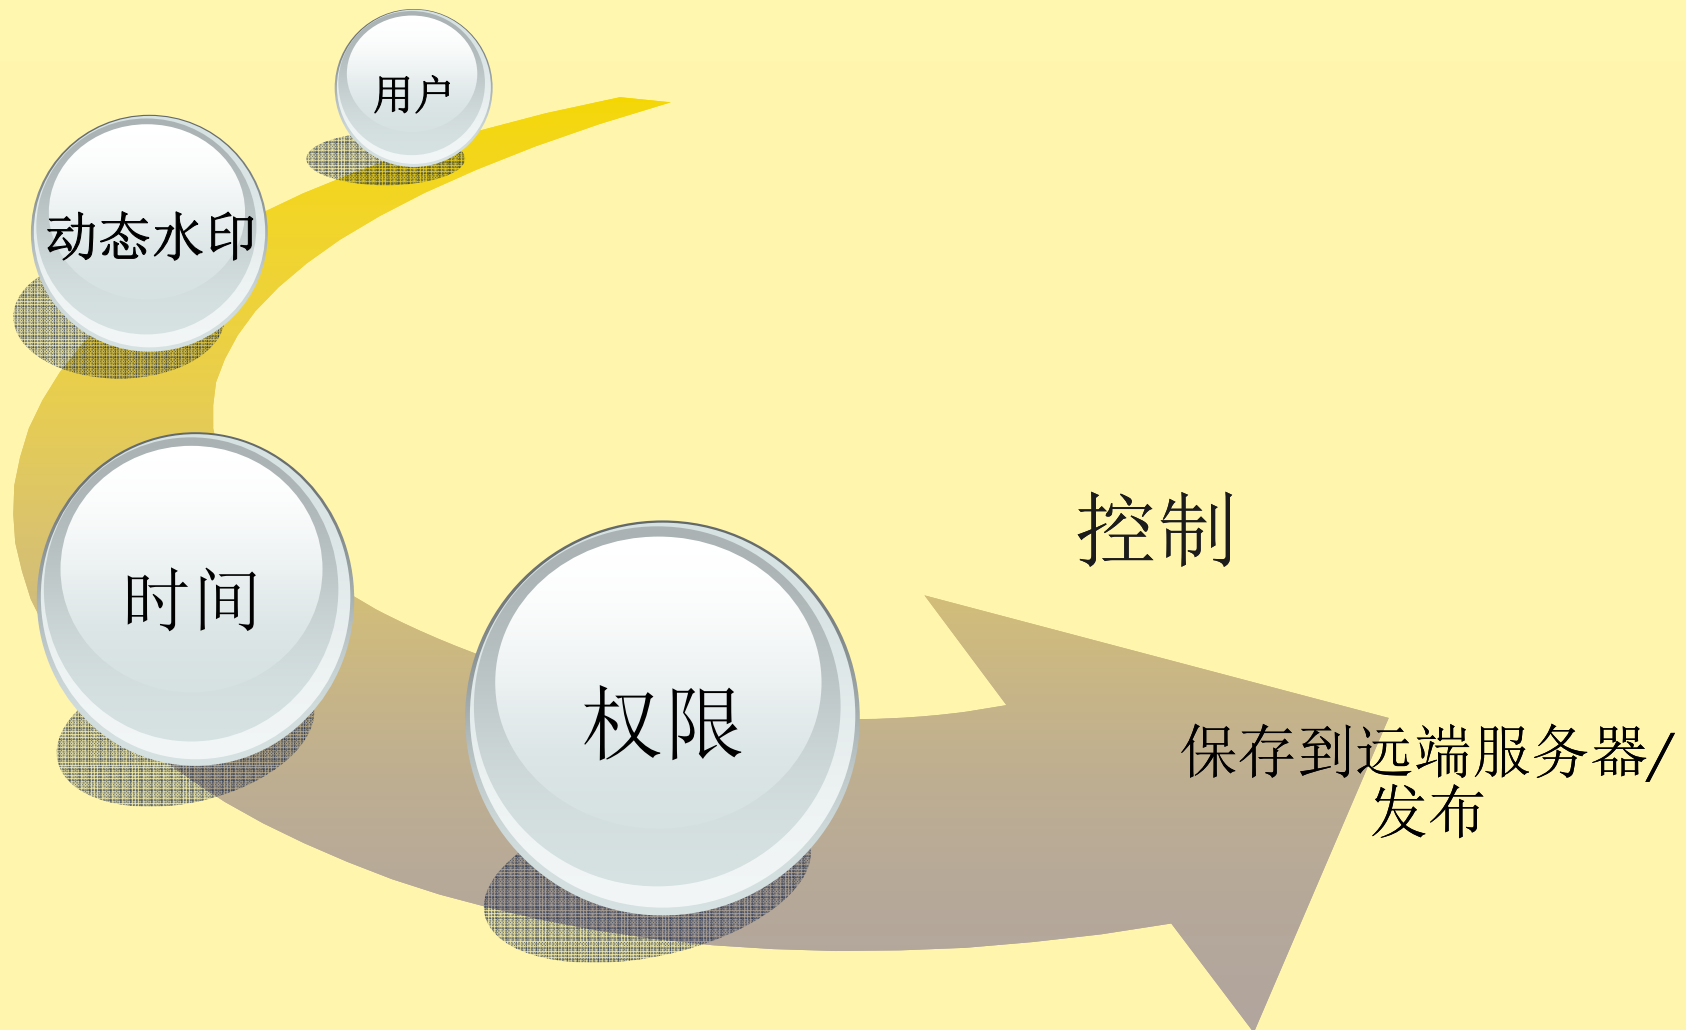 用户
动态水印
时间
权限
控制
保存到远端服务器/
发布